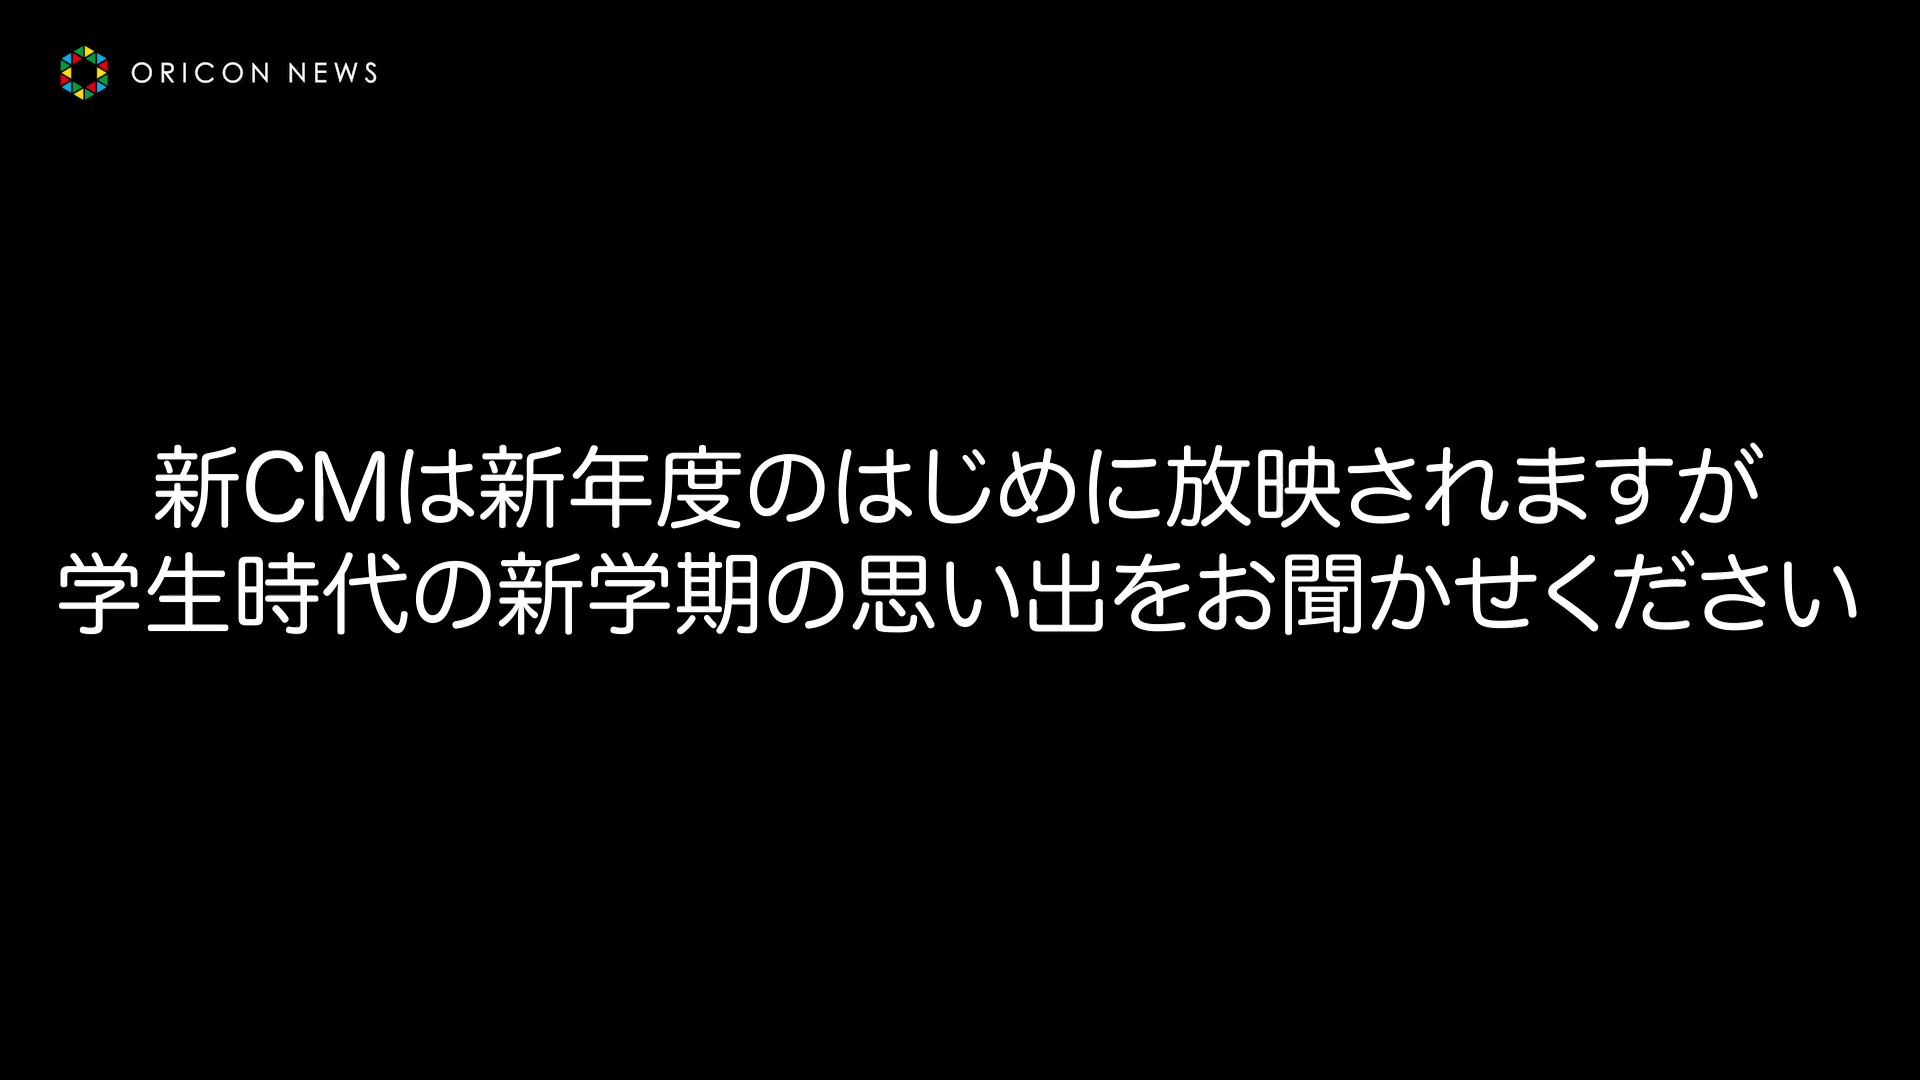 ORICON NEWS
新CMは新年度のはじめに放映されますが
学生時代の新学期の思い出をお聞かせください